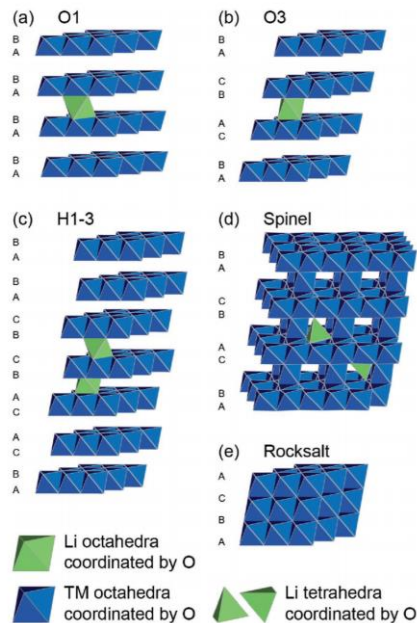 (a) O1
B
A
B
A
B
A
B
A
(b) O3
B
A
C
B
A
C
B
A
(c) H1-3
B
A
B
A
C
B
C
B
A
C
A
C
B
A
(d) Spinel
B
A
C
B
A
C
B
A
(e) Rocksalt
A
C
B
A
Li octahedra
coordinated by O
TM octahedra
coordinated by O
Li tetrahedra
coordinated by O